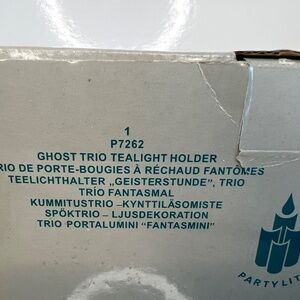 1
P7262
GHOST TRIO TEALIGHT HOLDER
RIO DE PORTE-BOUGIES À RÉCHAUD FANTÔMES
TEELICHTHALTER „GEISTERSTUNDE", TRIO
TRÍO FANTASMAL
KUMMITUSTRIO – KYNTTILÄSOMISTE
SPÖKTRIO – LJUSDEKORATION
TRIO PORTALUMINI "FANTASMINI"
PARTYLIT